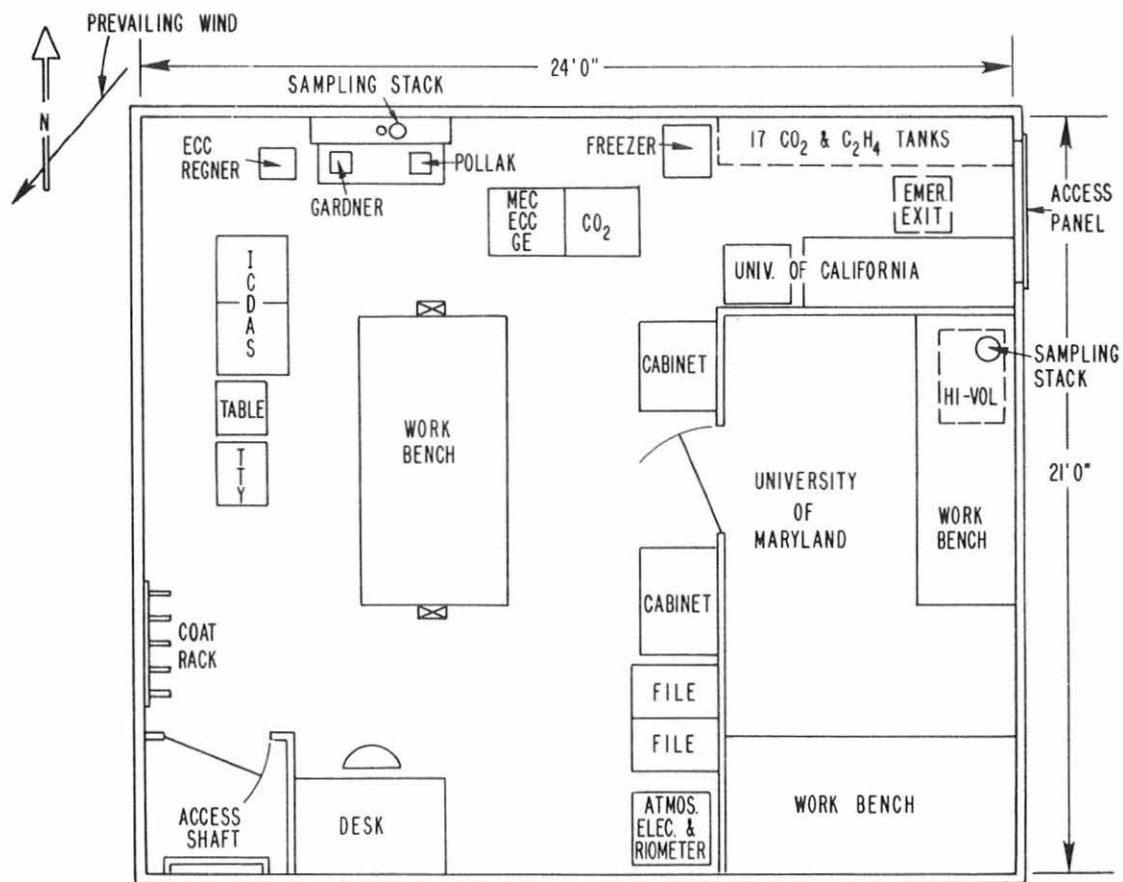 PREVAILING WIND
N
24'0"
SAMPLING STACK
ECC
REGNER
POLLAK
GARDNER
FREEZER
17 CO₂ & C₂H₄ TANKS
EMER.
EXIT
ACCESS
PANEL
MEC
ECC
GE
CO₂
UNIV. OF CALIFORNIA
ICDAS
CABINET
SAMPLING
STACK
HI-VOL
TABLE
WORK
BENCH
TTY
UNIVERSITY
OF
MARYLAND
21'0"
WORK
BENCH
CABINET
COAT
RACK
FILE
FILE
ACCESS
SHAFT
DESK
ATMOS.
ELEC. &
RIOMETER
WORK BENCH